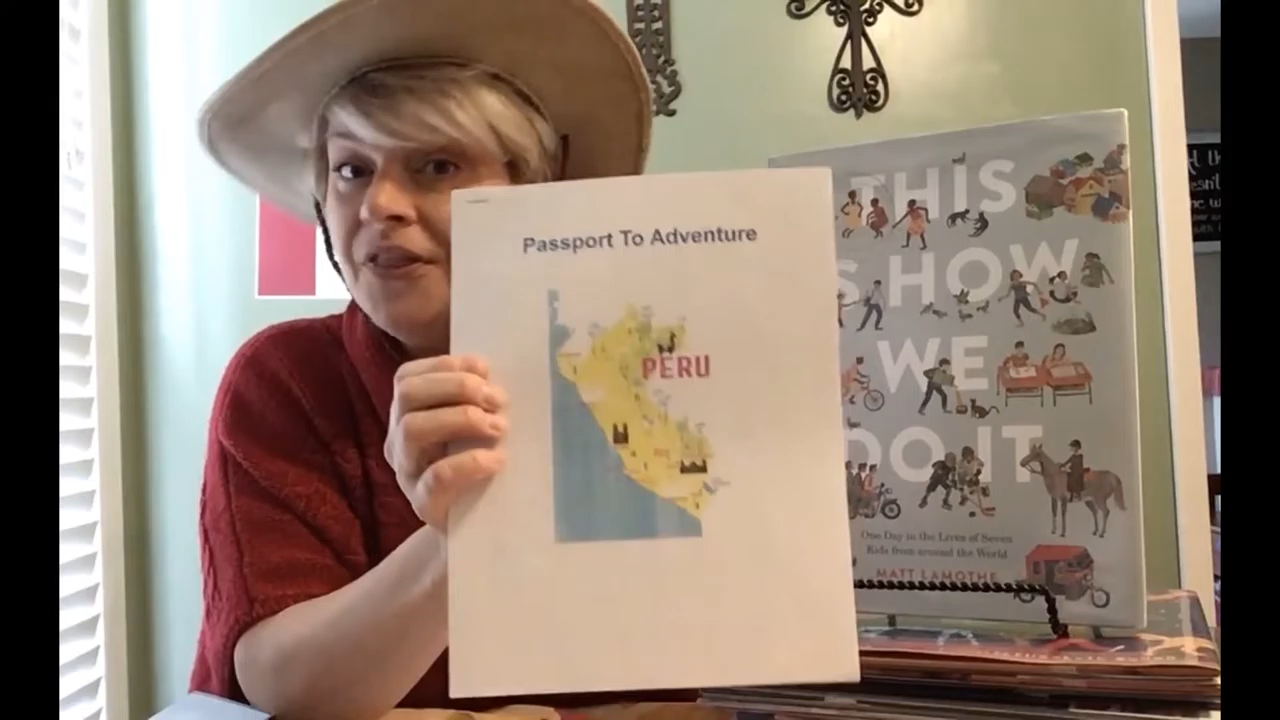 Passport To Adventure
PERU
THIS
IS HOW
WE
DO IT
One Day in the Lives of Seven
Kids from around the World
MATT LAMOTHE